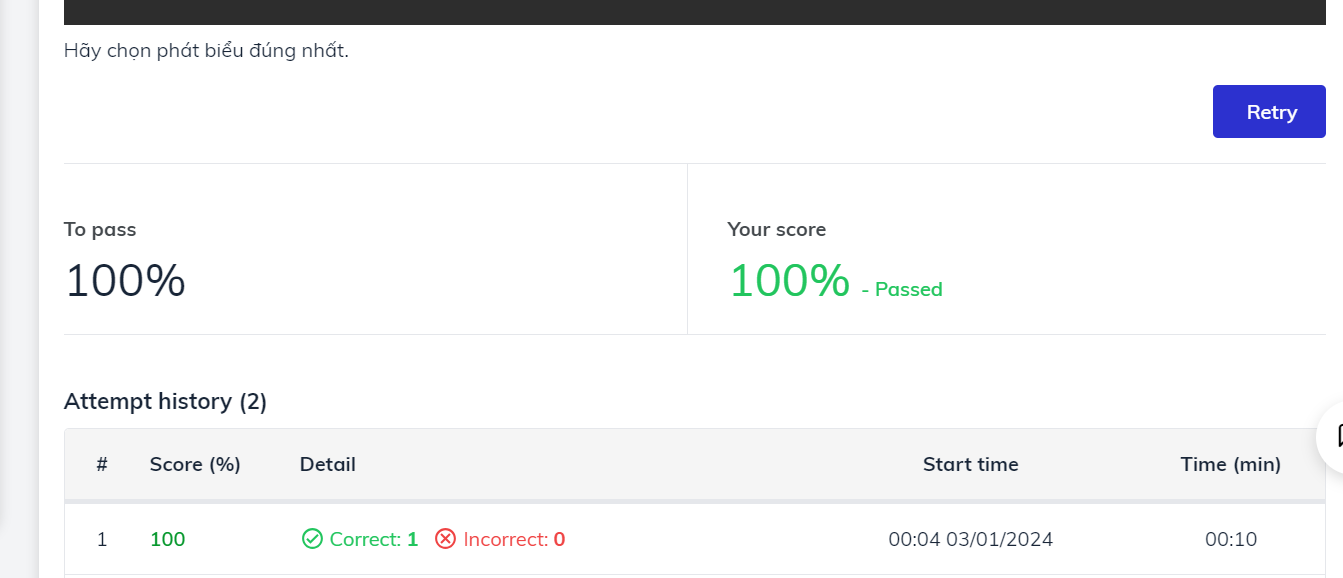 Hãy chọn phát biểu đúng nhất.
Retry
To pass
100%
Your score
100% - Passed
Attempt history (2)
# Score (%) Detail Start time Time (min)
1 100 Correct: 1 Incorrect: 0 00:04 03/01/2024 00:10